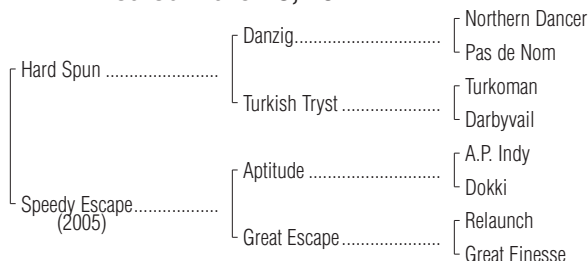 Northern Dancer
Danzig ................................
Pas de Nom
Hard Spun ..............................
Turkoman
Turkish Tryst ...........................
Darbyvail
A.P. Indy
Aptitude ...................................
Dokki
Speedy Escape.......................
(2005)
Relaunch
Great Escape..........................
Great Finesse